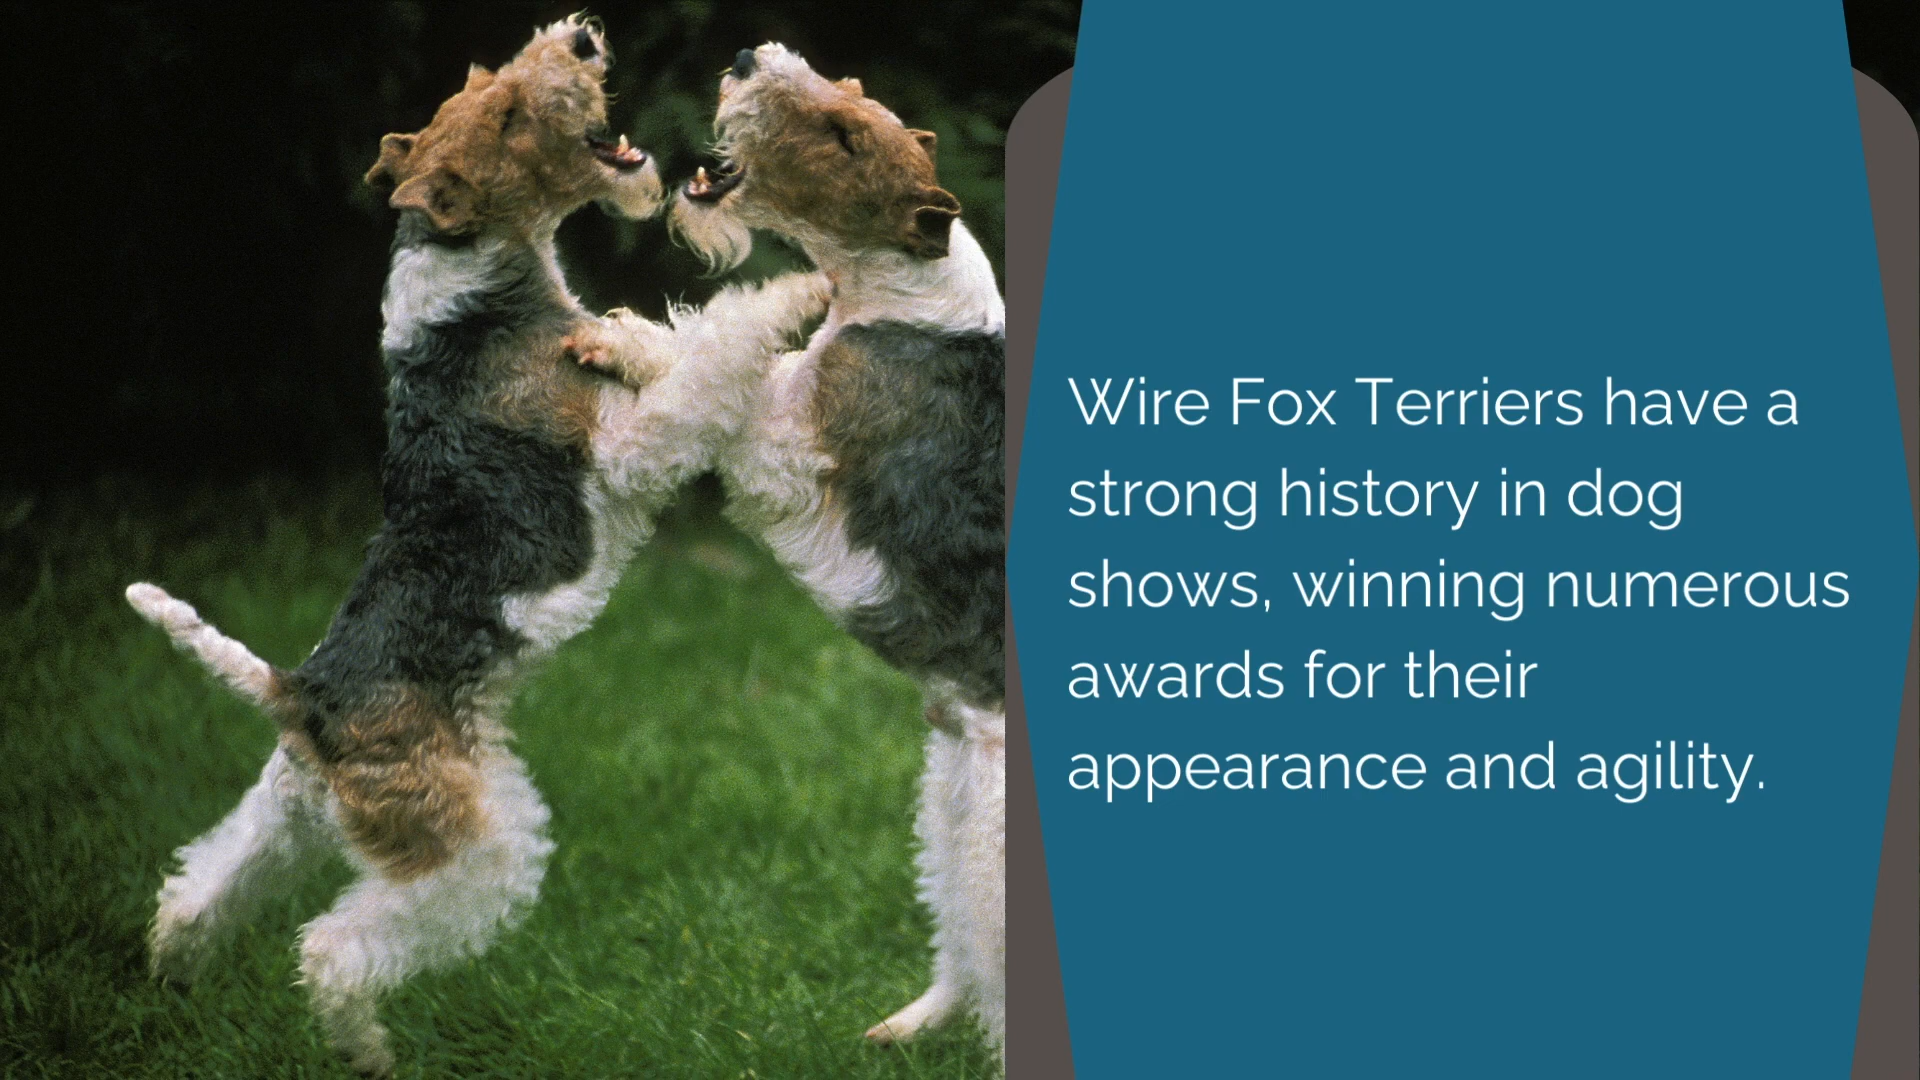 Wire Fox Terriers have a
strong history in dog
shows, winning numerous
awards for their
appearance and agility.